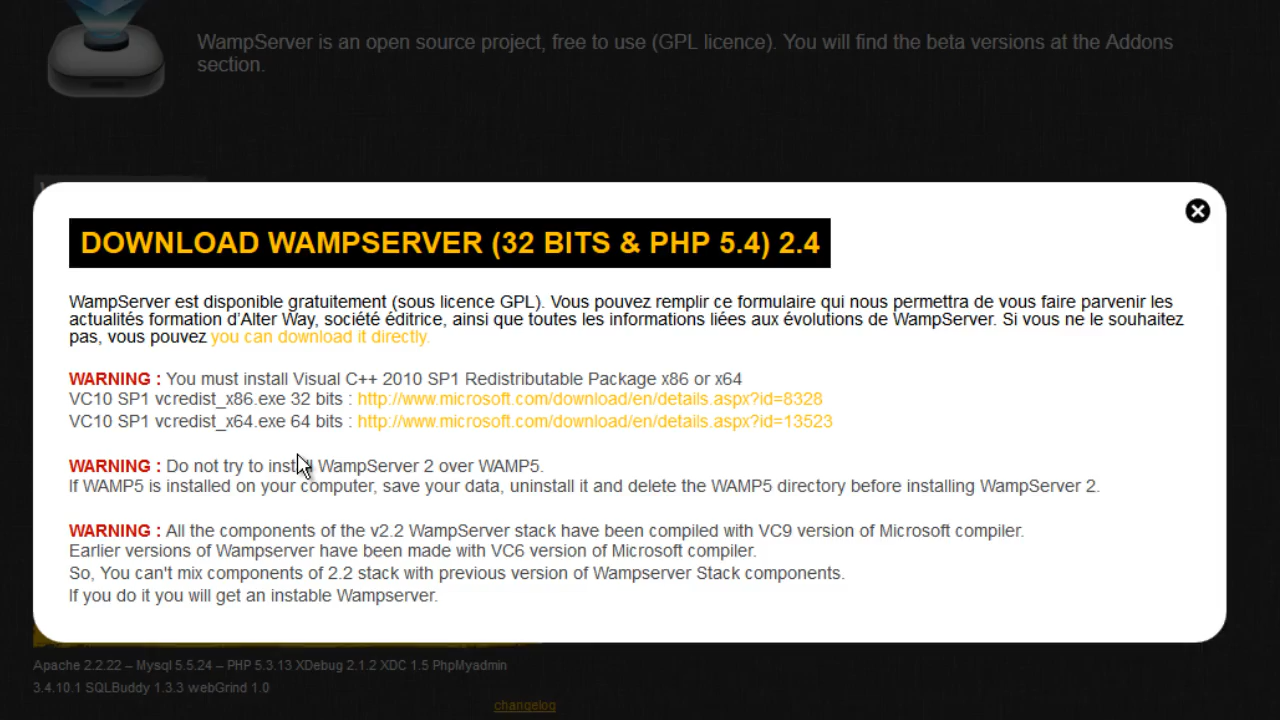 WampServer is an open source project, free to use (GPL licence). You will find the beta versions at the Addons
section.
DOWNLOAD WAMPSERVER (32 BITS & PHP 5.4) 2.4
WampServer est disponible gratuitement (sous licence GPL). Vous pouvez remplir ce formulaire qui nous permettra de vous faire parvenir les
actualités formation d'Alter Way, société éditrice, ainsi que toutes les informations liées aux évolutions de WampServer. Si vous ne le souhaitez
pas, vous pouvez you can download it directly.
WARNING : You must install Visual C++ 2010 SP1 Redistributable Package x86 or x64
VC10 SP1 vcredist_x86.exe 32 bits : http://www.microsoft.com/download/en/details.aspx?id=8328
VC10 SP1 vcredist_x64.exe 64 bits : http://www.microsoft.com/download/en/details.aspx?id=13523
WARNING : Do not try to install WampServer 2 over WAMP5.
If WAMP5 is installed on your computer, save your data, uninstall it and delete the WAMP5 directory before installing WampServer 2.
WARNING : All the components of the v2.2 WampServer stack have been compiled with VC9 version of Microsoft compiler.
Earlier versions of Wampserver have been made with VC6 version of Microsoft compiler.
So, You can't mix components of 2.2 stack with previous version of Wampserver Stack components.
If you do it you will get an instable Wampserver.
Apache 2.2.22 – Mysql 5.5.24 – PHP 5.3.13 XDebug 2.1.2 XDC 1.5 PhpMyadmin
3.4.10.1 SQLBuddy 1.3.3 webGrind 1.0
changelog